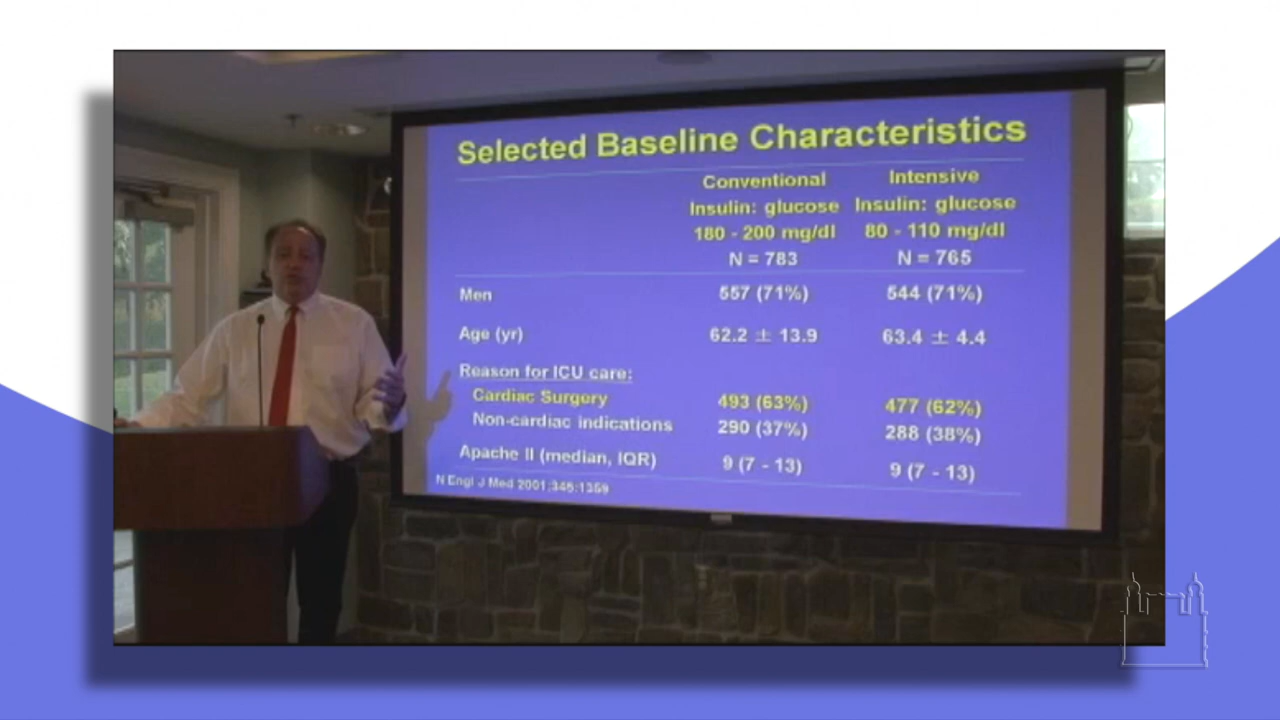 Selected Baseline Characteristics
Conventional Intensive
Insulin: glucose Insulin: glucose
180 - 200 mg/dl 80 - 110 mg/dl
N = 783 N = 765
Men 557 (71%) 544 (71%)
Age (yr) 62.2 ± 13.9 63.4 ± 4.4
Reason for ICU care:
Cardiac Surgery 493 (63%) 477 (62%)
Non-cardiac indications 290 (37%) 288 (38%)
Apache II (median, IQR) 9 (7 - 13) 9 (7 - 13)
N Engl J Med 2001;345:1359